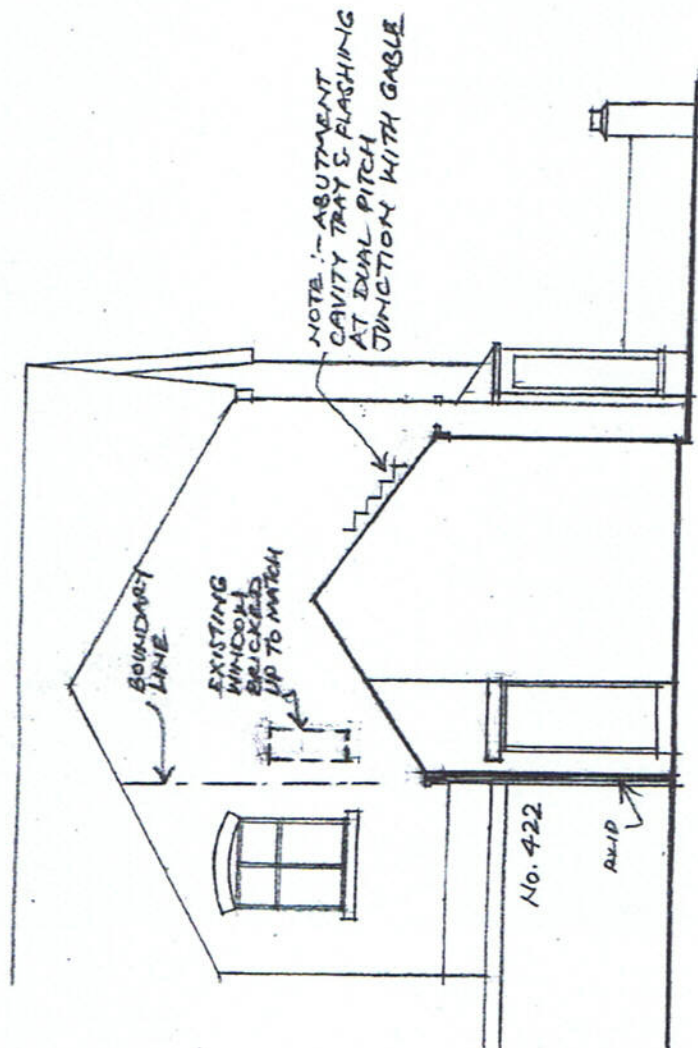 BOUNDARY
LINE
EXISTING
WINDOW
BRICKED
UP TO MATCH
NOTE :- ABUTMENT
CAVITY TRAY & FLASHING
AT DUAL PITCH
JUNCTION WITH GABLE
No. 422